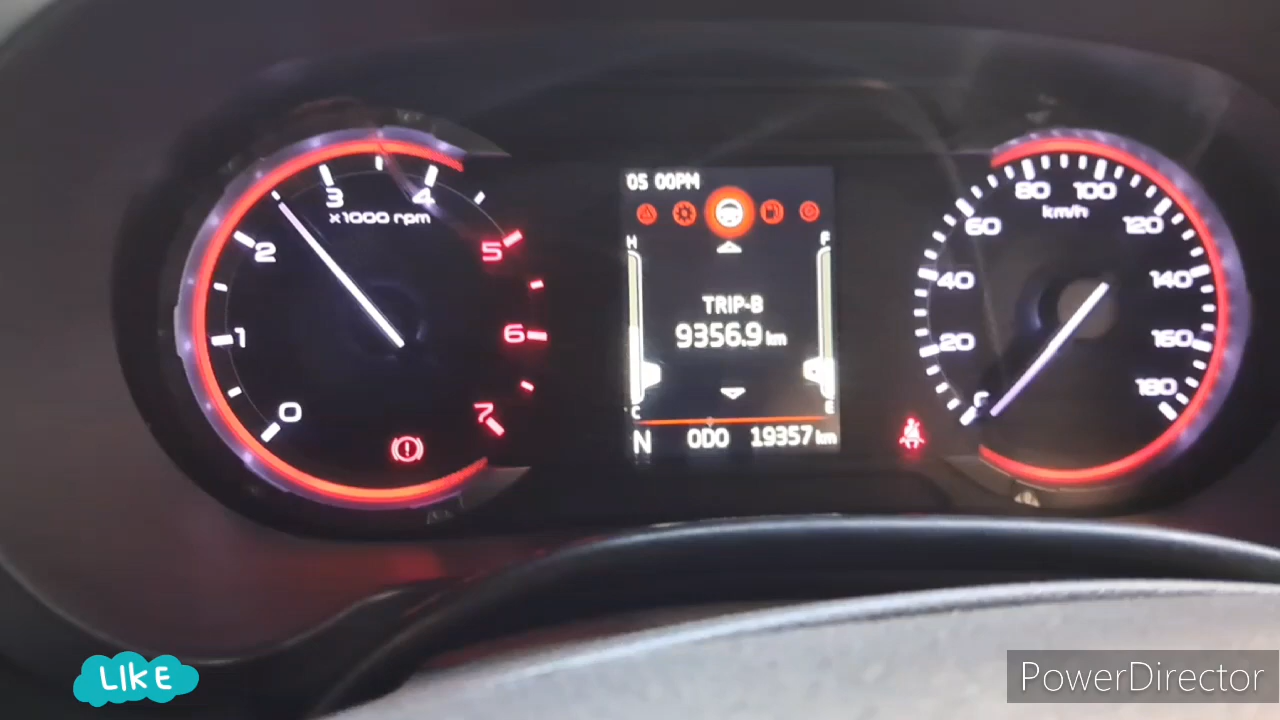 0
1
2
3
4
5
6
7
x1000 rpm
05 00PM
H
F
TRIP-B
9356.9 km
C
E
N ODO 19357 km
20
40
60
80
100
120
140
160
180
km/h
LIKE
PowerDirector